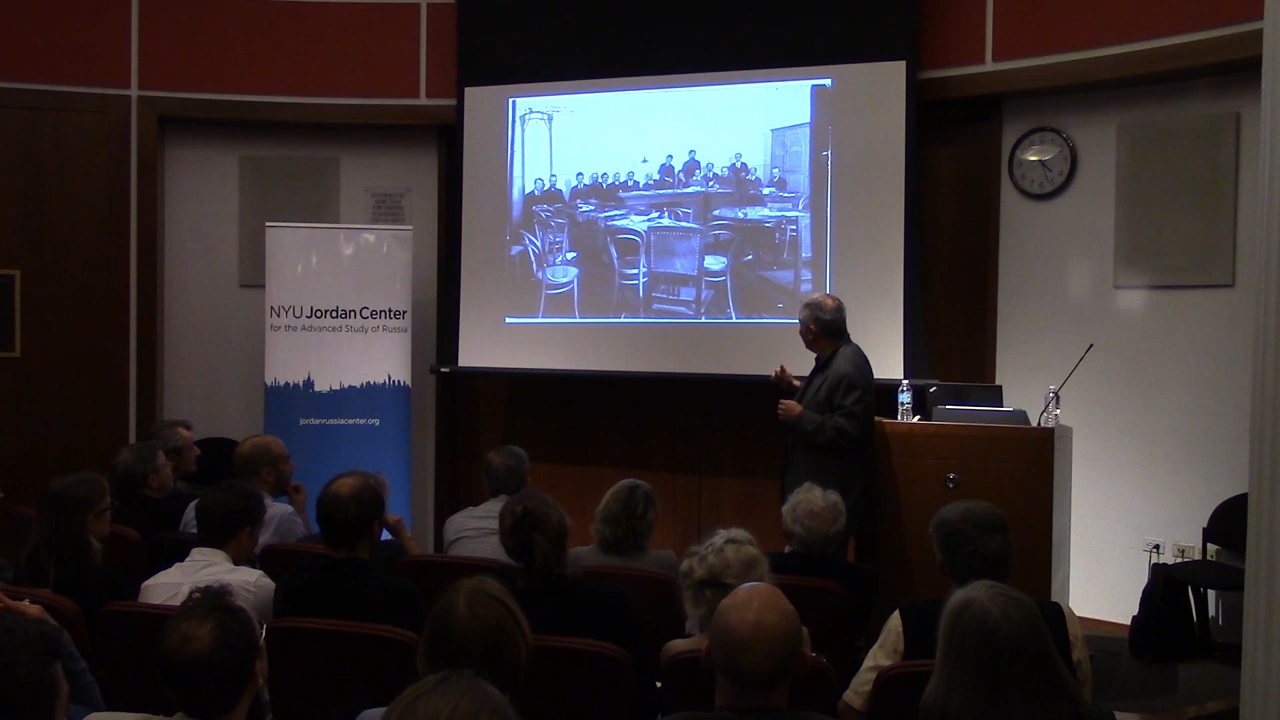 NYU Jordan Center
for the Advanced Study of Russia
jordanrussiacenter.org